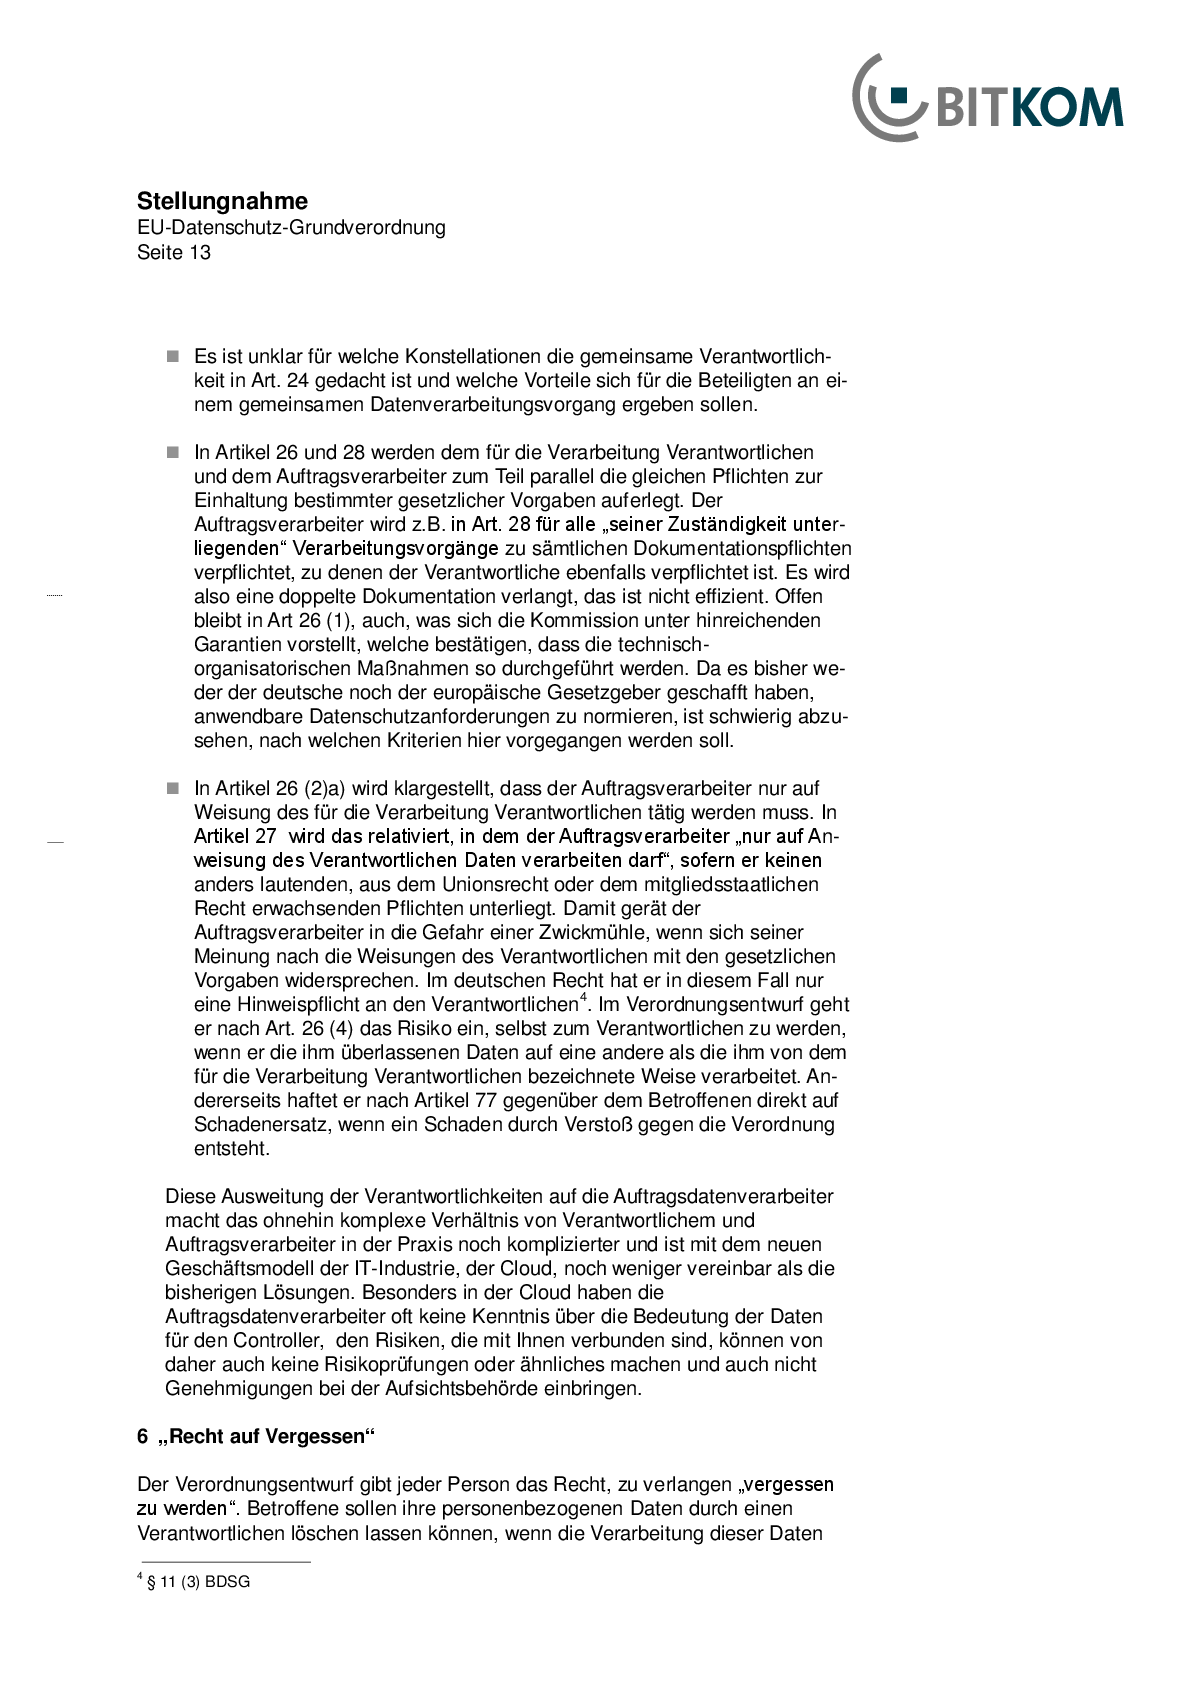 BITKOM
Stellungnahme
EU-Datenschutz-Grundverordnung
Seite 13
Es ist unklar für welche Konstellationen die gemeinsame Verantwortlich-
keit in Art. 24 gedacht ist und welche Vorteile sich für die Beteiligten an ei-
nem gemeinsamen Datenverarbeitungsvorgang ergeben sollen.
In Artikel 26 und 28 werden dem für die Verarbeitung Verantwortlichen
und dem Auftragsverarbeiter zum Teil parallel die gleichen Pflichten zur
Einhaltung bestimmter gesetzlicher Vorgaben auferlegt. Der
Auftragsverarbeiter wird z.B. in Art. 28 für alle „seiner Zuständigkeit unter-
liegenden“ Verarbeitungsvorgänge zu sämtlichen Dokumentationspflichten
verpflichtet, zu denen der Verantwortliche ebenfalls verpflichtet ist. Es wird
also eine doppelte Dokumentation verlangt, das ist nicht effizient. Offen
bleibt in Art 26 (1), auch, was sich die Kommission unter hinreichenden
Garantien vorstellt, welche bestätigen, dass die technisch-
organisatorischen Maßnahmen so durchgeführt werden. Da es bisher we-
der der deutsche noch der europäische Gesetzgeber geschafft haben,
anwendbare Datenschutzanforderungen zu normieren, ist schwierig abzu-
sehen, nach welchen Kriterien hier vorgegangen werden soll.
In Artikel 26 (2)a) wird klargestellt, dass der Auftragsverarbeiter nur auf
Weisung des für die Verarbeitung Verantwortlichen tätig werden muss. In
Artikel 27  wird das relativiert, in dem der Auftragsverarbeiter „nur auf An-
weisung des Verantwortlichen Daten verarbeiten darf“, sofern er keinen
anders lautenden, aus dem Unionsrecht oder dem mitgliedsstaatlichen
Recht erwachsenden Pflichten unterliegt. Damit gerät der
Auftragsverarbeiter in die Gefahr einer Zwickmühle, wenn sich seiner
Meinung nach die Weisungen des Verantwortlichen mit den gesetzlichen
Vorgaben widersprechen. Im deutschen Recht hat er in diesem Fall nur
eine Hinweispflicht an den Verantwortlichen4. Im Verordnungsentwurf geht
er nach Art. 26 (4) das Risiko ein, selbst zum Verantwortlichen zu werden,
wenn er die ihm überlassenen Daten auf eine andere als die ihm von dem
für die Verarbeitung Verantwortlichen bezeichnete Weise verarbeitet. An-
dererseits haftet er nach Artikel 77 gegenüber dem Betroffenen direkt auf
Schadenersatz, wenn ein Schaden durch Verstoß gegen die Verordnung
entsteht.
Diese Ausweitung der Verantwortlichkeiten auf die Auftragsdatenverarbeiter
macht das ohnehin komplexe Verhältnis von Verantwortlichem und
Auftragsverarbeiter in der Praxis noch komplizierter und ist mit dem neuen
Geschäftsmodell der IT-Industrie, der Cloud, noch weniger vereinbar als die
bisherigen Lösungen. Besonders in der Cloud haben die
Auftragsdatenverarbeiter oft keine Kenntnis über die Bedeutung der Daten
für den Controller,  den Risiken, die mit Ihnen verbunden sind, können von
daher auch keine Risikoprüfungen oder ähnliches machen und auch nicht
Genehmigungen bei der Aufsichtsbehörde einbringen.
6 „Recht auf Vergessen“
Der Verordnungsentwurf gibt jeder Person das Recht, zu verlangen „vergessen
zu werden“. Betroffene sollen ihre personenbezogenen Daten durch einen
Verantwortlichen löschen lassen können, wenn die Verarbeitung dieser Daten
4 § 11 (3) BDSG